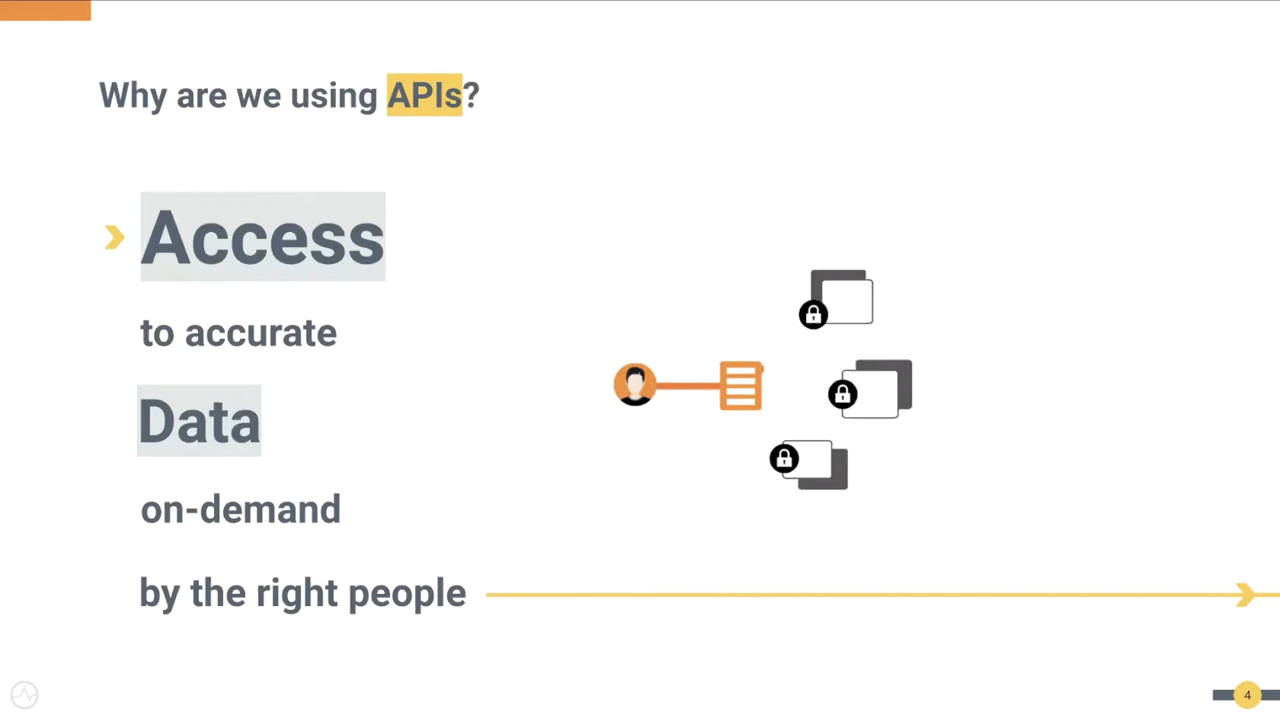 Why are we using APIs?
Access
to accurate
Data
on-demand
by the right people
4